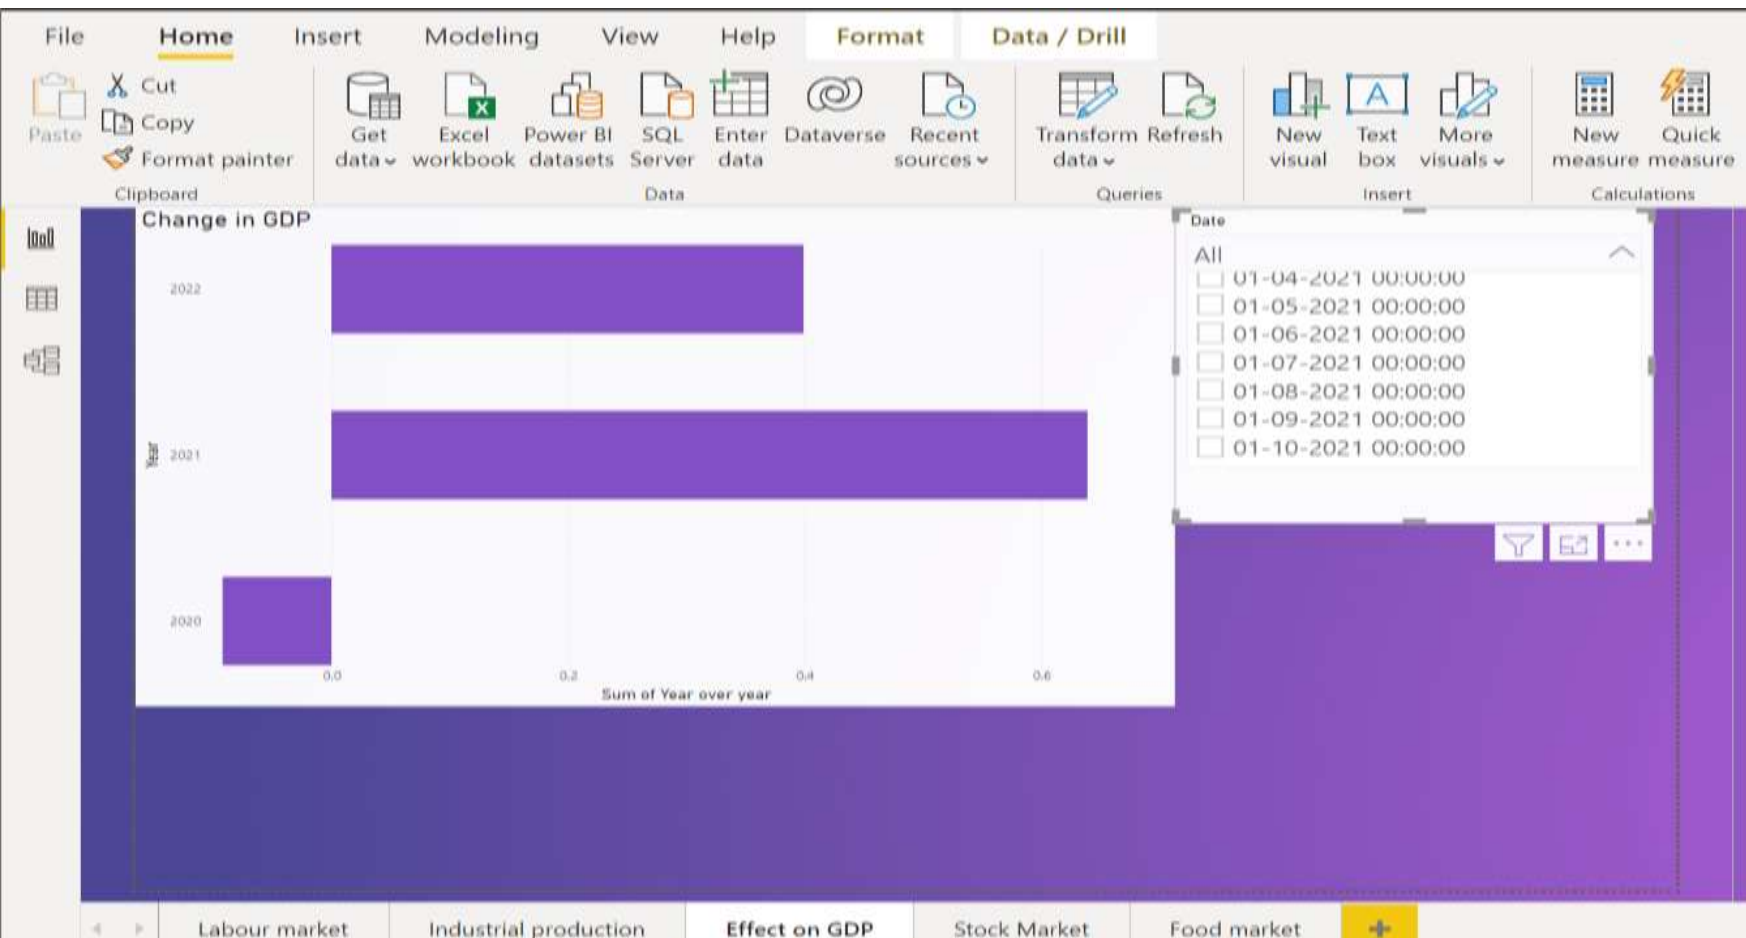 File Home Insert Modeling View Help Format Data / Drill
Paste
Cut
Copy
Format painter
Clipboard
Get data
Excel workbook
Power BI datasets
SQL Server
Enter data
Dataverse
Recent sources
Data
Transform data
Refresh
Queries
New visual
Text box
More visuals
Insert
New measure
Quick measure
Calculations
Change in GDP
2022
2021
2020
Year
0.0 0.2 0.4 0.6
Sum of Year over year
Date
All
01-04-2021 00:00:00
01-05-2021 00:00:00
01-06-2021 00:00:00
01-07-2021 00:00:00
01-08-2021 00:00:00
01-09-2021 00:00:00
01-10-2021 00:00:00
Labour market Industrial production Effect on GDP Stock Market Food market